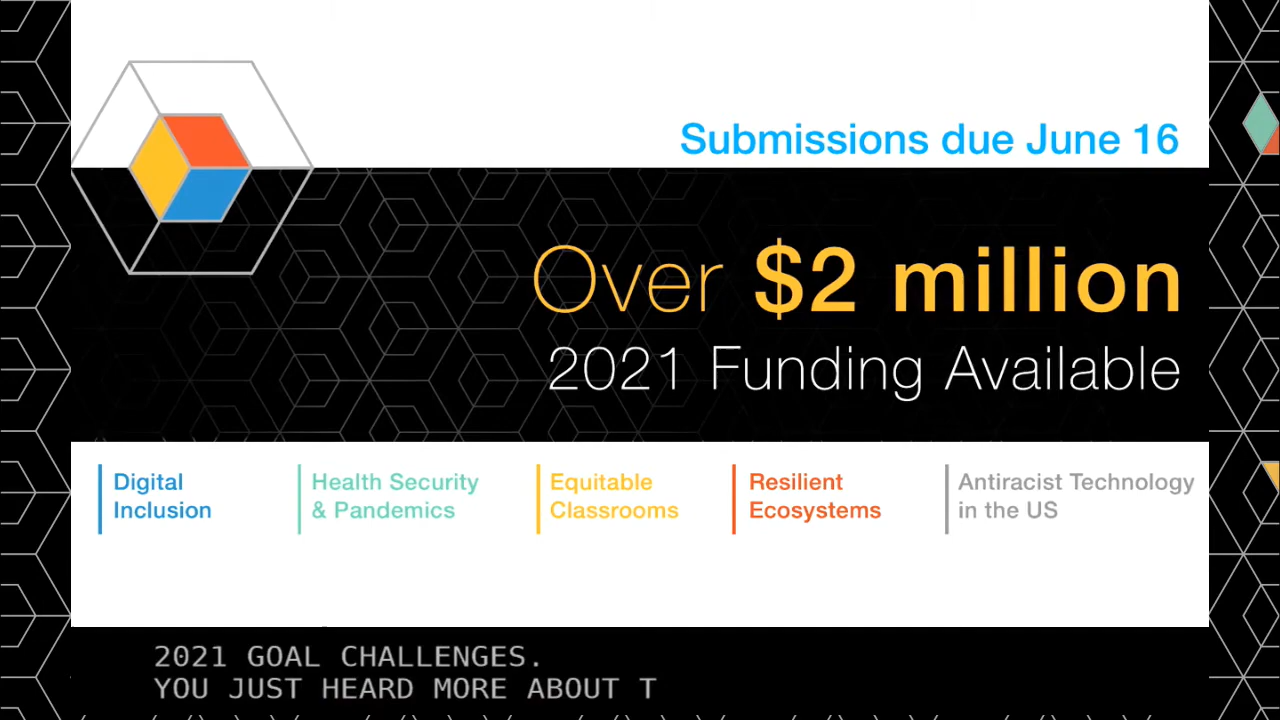 Submissions due June 16
Over $2 million
2021 Funding Available
Digital
Inclusion
Health Security
& Pandemics
Equitable
Classrooms
Resilient
Ecosystems
Antiracist Technology
in the US
2021 GOAL CHALLENGES.
YOU JUST HEARD MORE ABOUT T